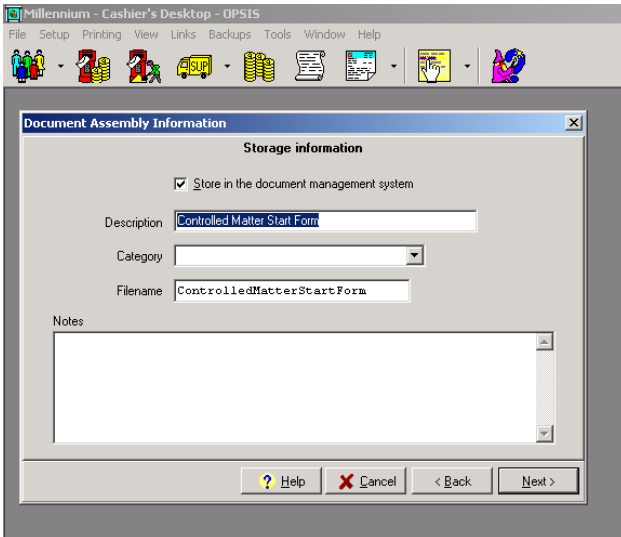 Millennium - Cashier's Desktop - OPSIS
File Setup Printing View Links Backups Tools Window Help
SUP
Document Assembly Information
Storage information
Store in the document management system
Description Controlled Matter Start Form
Category
Filename ControlledMatterStartForm
Notes
? Help Cancel < Back Next >